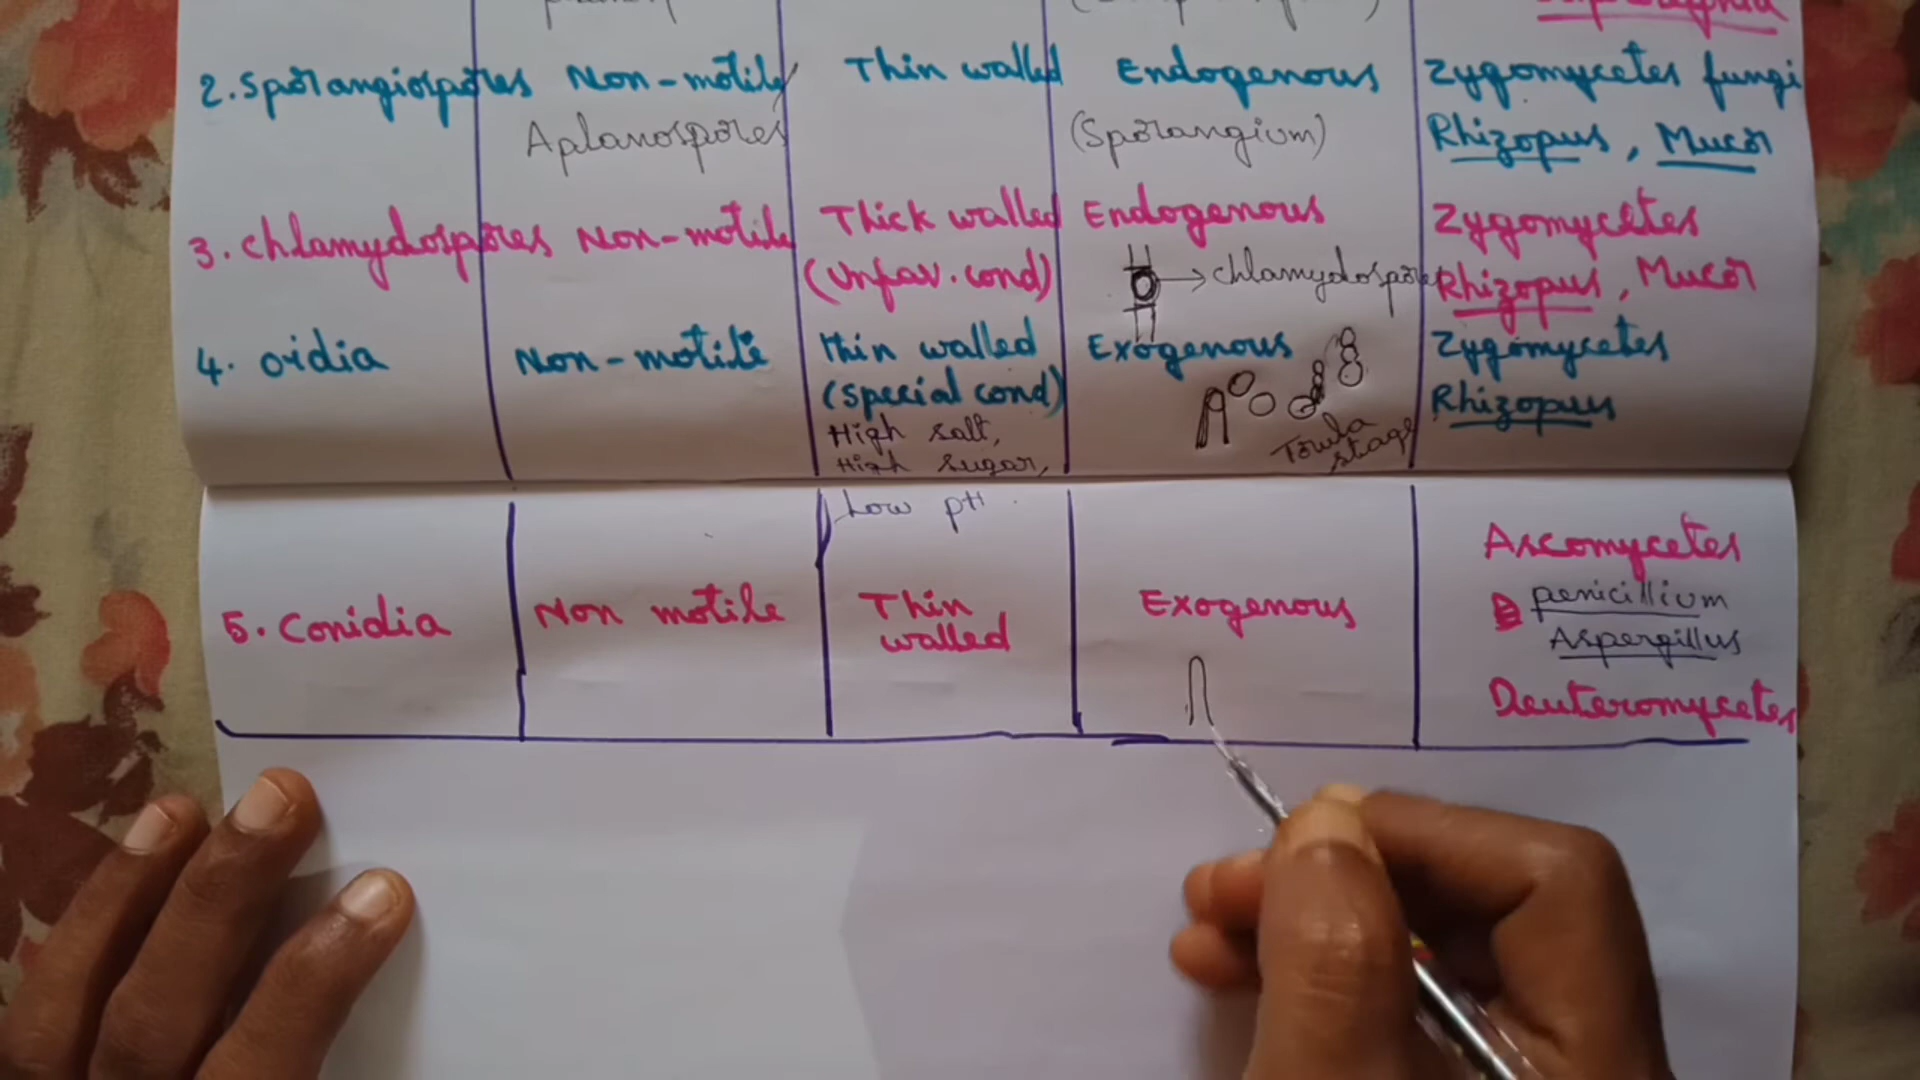 2. Sporangiospores Non-motile Thin walled Endogenous Zygomycetes fungi
Aplanospores (Sporangium) Rhizopus, Mucor
3. Chlamydospores Non-motile Thick walled Endogenous Zygomycetes
(Unfav. cond) → chlamydospores Rhizopus, Mucor
4. oidia Non-motile thin walled Exogenous Zygomycetes
(special cond) Rhizopus
High salt, Torula
High sugar, stage
Low pH.
Ascomycetes
5. Conidia Non motile Thin Exogenous penicillium
walled Aspergillus
Deuteromycetes